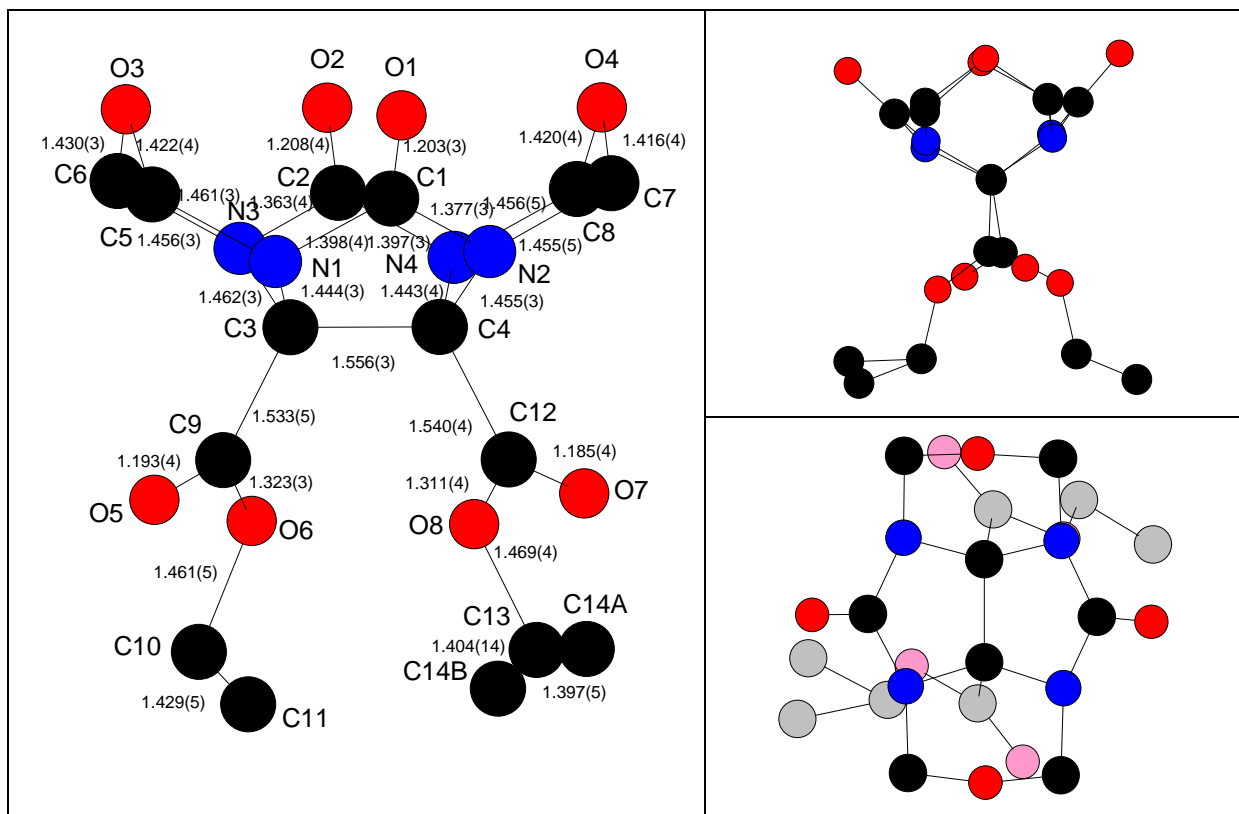 O3
O2
O1
O4
1.430(3)
1.422(4)
1.208(4)
1.203(3)
1.420(4)
1.416(4)
C6
C2
C1
C7
1.461(3)
1.363(4)
1.377(3)
1.456(5)
N3
C5
C8
1.456(3)
1.398(4)
1.397(3)
1.455(5)
N1
N4
N2
1.462(3)
1.444(3)
1.443(4)
1.455(3)
C3
C4
1.556(3)
C9
C12
1.533(5)
1.540(4)
1.193(4)
1.185(4)
1.323(3)
1.311(4)
O5
O6
O8
O7
1.469(4)
1.461(5)
C14A
C13
C10
1.404(14)
C14B
1.429(5)
1.397(5)
C11